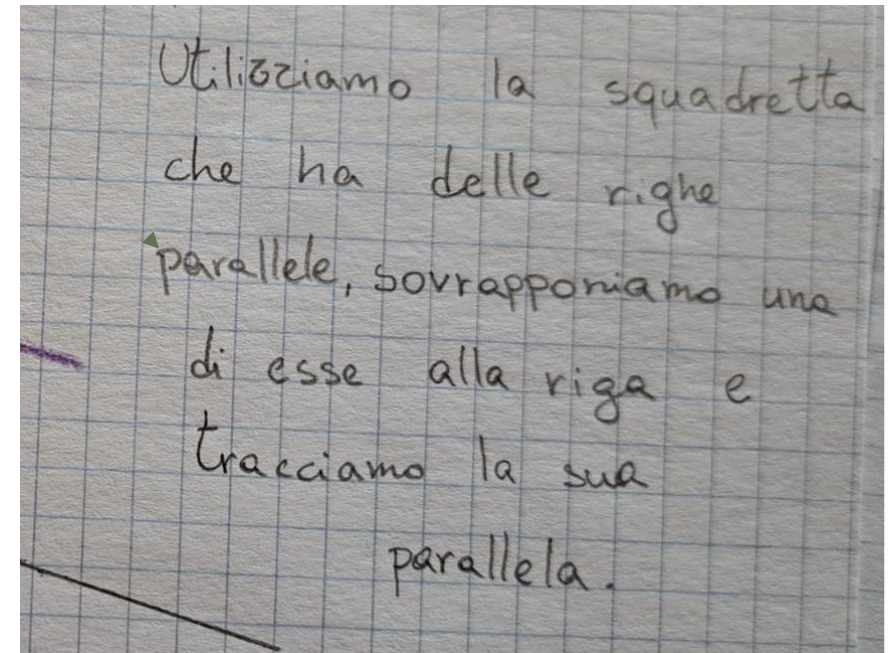 Utilizziamo la squadretta
che ha delle righe
parallele, sovrapponiamo una
di esse alla riga e
tracciamo la sua
parallela.